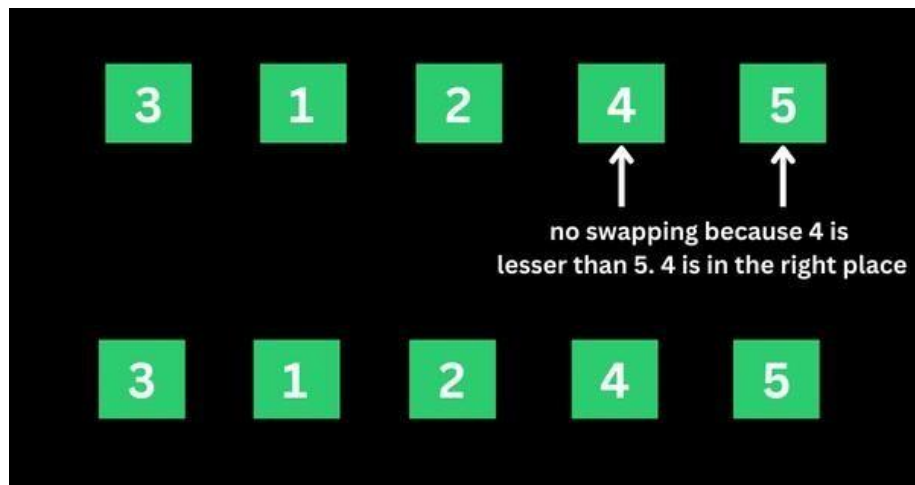 3 1 2 4 5
no swapping because 4 is
lesser than 5. 4 is in the right place
3 1 2 4 5